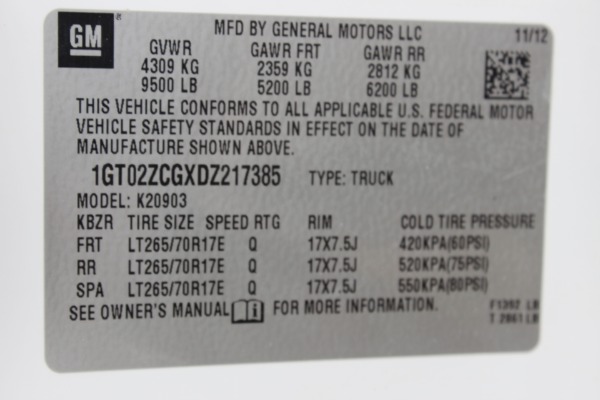 GM
MFD BY GENERAL MOTORS LLC 11/12
GVWR GAWR FRT GAWR RR
4309 KG 2359 KG 2812 KG
9500 LB 5200 LB 6200 LB
THIS VEHICLE CONFORMS TO ALL APPLICABLE U.S. FEDERAL MOTOR
VEHICLE SAFETY STANDARDS IN EFFECT ON THE DATE OF
MANUFACTURE SHOWN ABOVE.
1GT02ZCGXDZ217385 TYPE: TRUCK
MODEL: K20903
KBZR TIRE SIZE SPEED RTG RIM COLD TIRE PRESSURE
FRT LT265/70R17E Q 17X7.5J 420KPA(60PSI)
RR LT265/70R17E Q 17X7.5J 520KPA(75PSI)
SPA LT265/70R17E Q 17X7.5J 550KPA(80PSI)
SEE OWNER'S MANUAL i FOR MORE INFORMATION.
F1392 LB
T 2861 LB